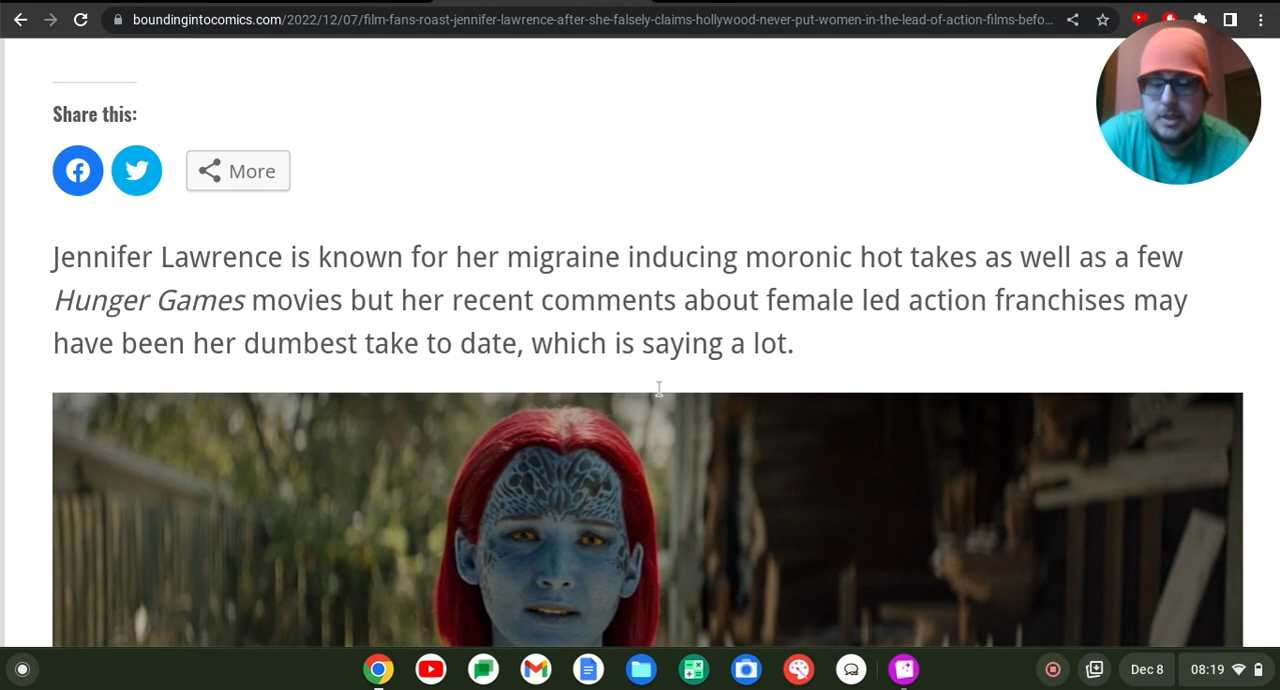 boundingintocomics.com/2022/12/07/film-fans-roast-jennifer-lawrence-after-she-falsely-claims-hollywood-never-put-women-in-the-lead-of-action-films-befo...
Share this:
More
Jennifer Lawrence is known for her migraine inducing moronic hot takes as well as a few
Hunger Games movies but her recent comments about female led action franchises may
have been her dumbest take to date, which is saying a lot.
Dec 8 08:19